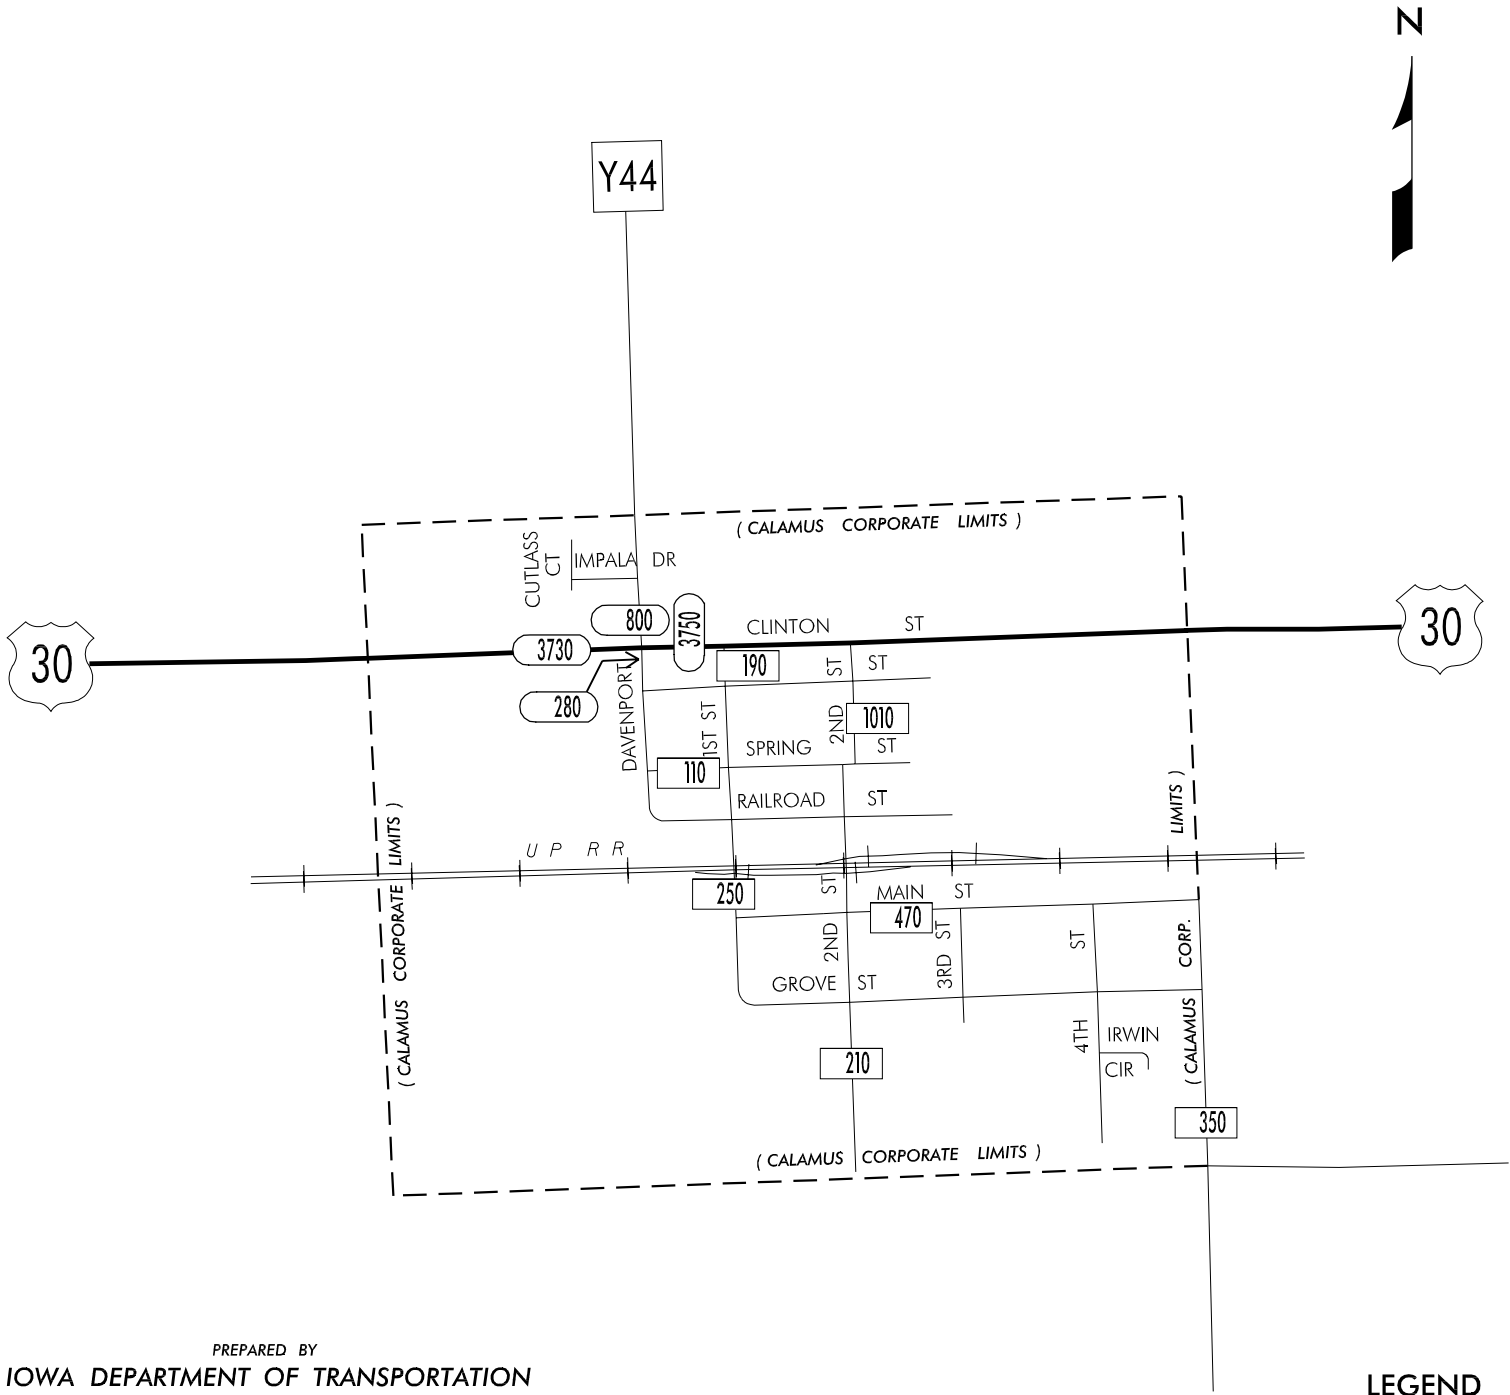 N
Y44
( CALAMUS CORPORATE LIMITS )
CUTLASS
CT
IMPALA DR
800
3750
CLINTON ST
30
30
3730
190
ST
280
DAVENPORT
1ST ST
2ND ST
1010
SPRING ST
110
RAILROAD ST
( CALAMUS CORPORATE LIMITS )
LIMITS )
U P R R
250
MAIN ST
470
2ND ST
3RD ST
4TH ST
( CALAMUS CORP.
GROVE ST
IRWIN
CIR
210
350
( CALAMUS CORPORATE LIMITS )
PREPARED BY
IOWA DEPARTMENT OF TRANSPORTATION
LEGEND